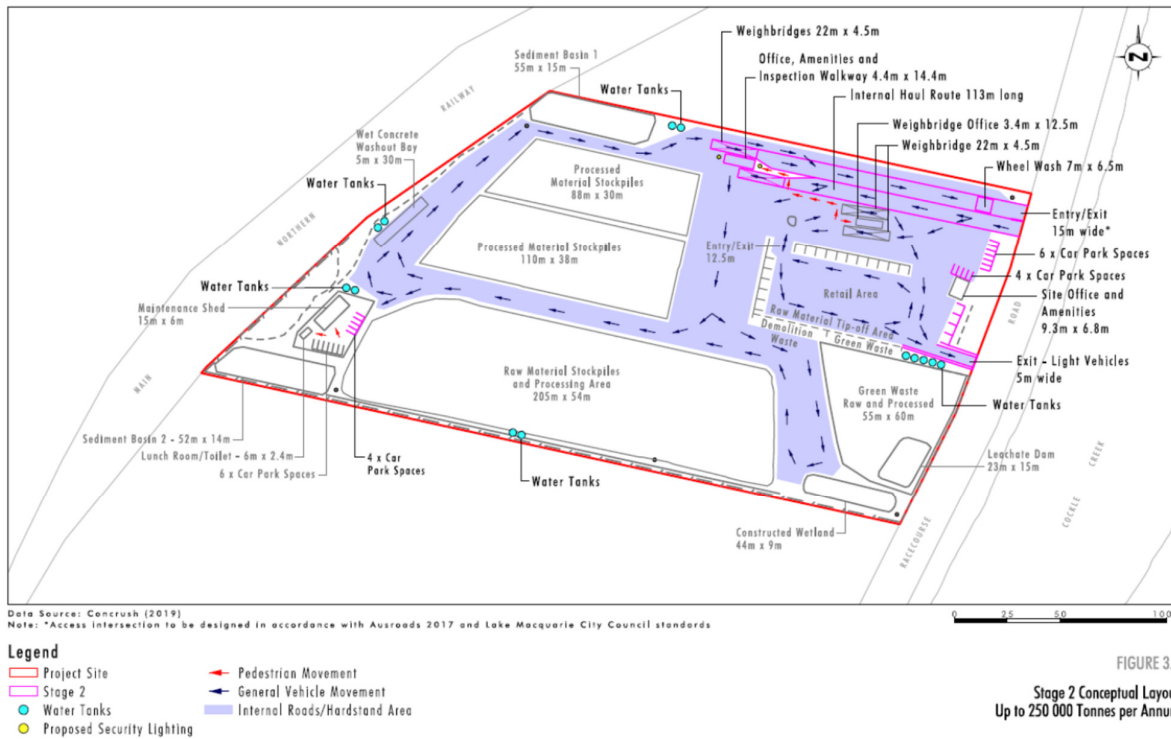 Weighbridges 22m x 4.5m
Sediment Basin 1
55m x 15m
Office, Amenities and
Inspection Walkway 4.4m x 14.4m
Water Tanks
Internal Haul Route 113m long
RAILWAY
Weighbridge Office 3.4m x 12.5m
Wet Concrete
Washout Bay
5m x 30m
Weighbridge 22m x 4.5m
Processed
Material Stockpiles
88m x 30m
Wheel Wash 7m x 6.5m
Water Tanks
Entry/Exit
15m wide*
NORTHERN
Processed Material Stockpiles
110m x 38m
Entry/Exit
12.5m
6 x Car Park Spaces
4 x Car Park Spaces
Water Tanks
Retail Area
Site Office and
Amenities
9.3m x 6.8m
Maintenance Shed
15m x 6m
Raw Material Tip-off Area
ROAD
Demolition
Waste
Green Waste
Exit - Light Vehicles
5m wide
MAIN
Raw Material Stockpiles
and Processing Area
205m x 54m
Green Waste
Raw and Processed
55m x 60m
Water Tanks
Sediment Basin 2 - 52m x 14m
Lunch Room/Toilet - 6m x 2.4m
6 x Car Park Spaces
4 x Car
Park Spaces
Water Tanks
Leachate Dam
23m x 15m
CREEK
COCKLE
Constructed Wetland
44m x 9m
RACECOURSE
N
Data Source: Concrush (2019)
Note: *Access intersection to be designed in accordance with Ausroads 2017 and Lake Macquarie City Council standards
0 25 50 100
Legend
Project Site
Stage 2
Water Tanks
Proposed Security Lighting
Pedestrian Movement
General Vehicle Movement
Internal Roads/Hardstand Area
FIGURE 3.
Stage 2 Conceptual Layou
Up to 250 000 Tonnes per Annu